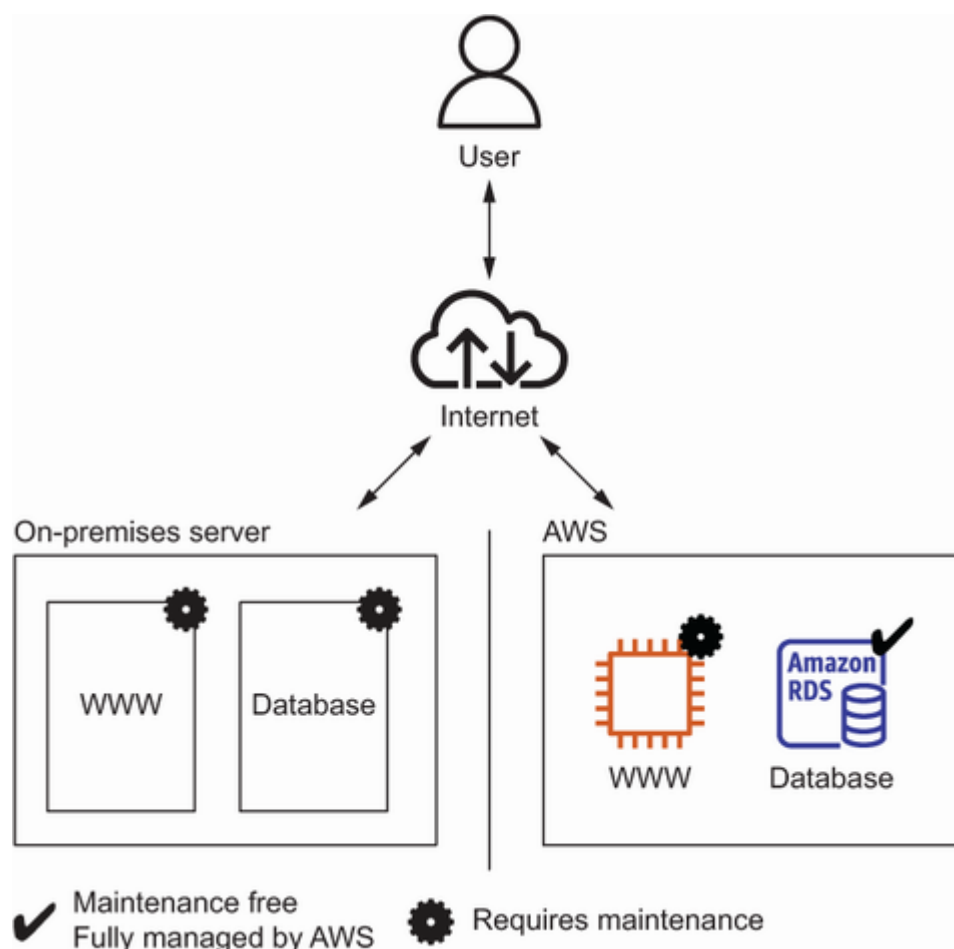 User
Internet
On-premises server
AWS
WWW
Database
Amazon
RDS
WWW
Database
Maintenance free
Fully managed by AWS
Requires maintenance